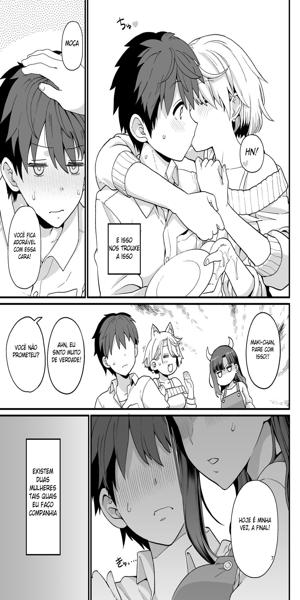 ちゅ
HN!
MOÇA
VOCÊ FICA
ADORÁVEL
COM ESSA
CARA!
E ISSO
NOS TROUXE
A ISSO
MAKI-CHAN,
PARE COM
ISSO!!
AHN, EU
SINTO MUITO
DE VERDADE!
VOCÊ NÃO
PROMETEU?
EXISTEM
DUAS
MULHERES
TAIS QUAIS
EU FAÇO
COMPANHIA
HOJE É MINHA
VEZ, A FINAL!